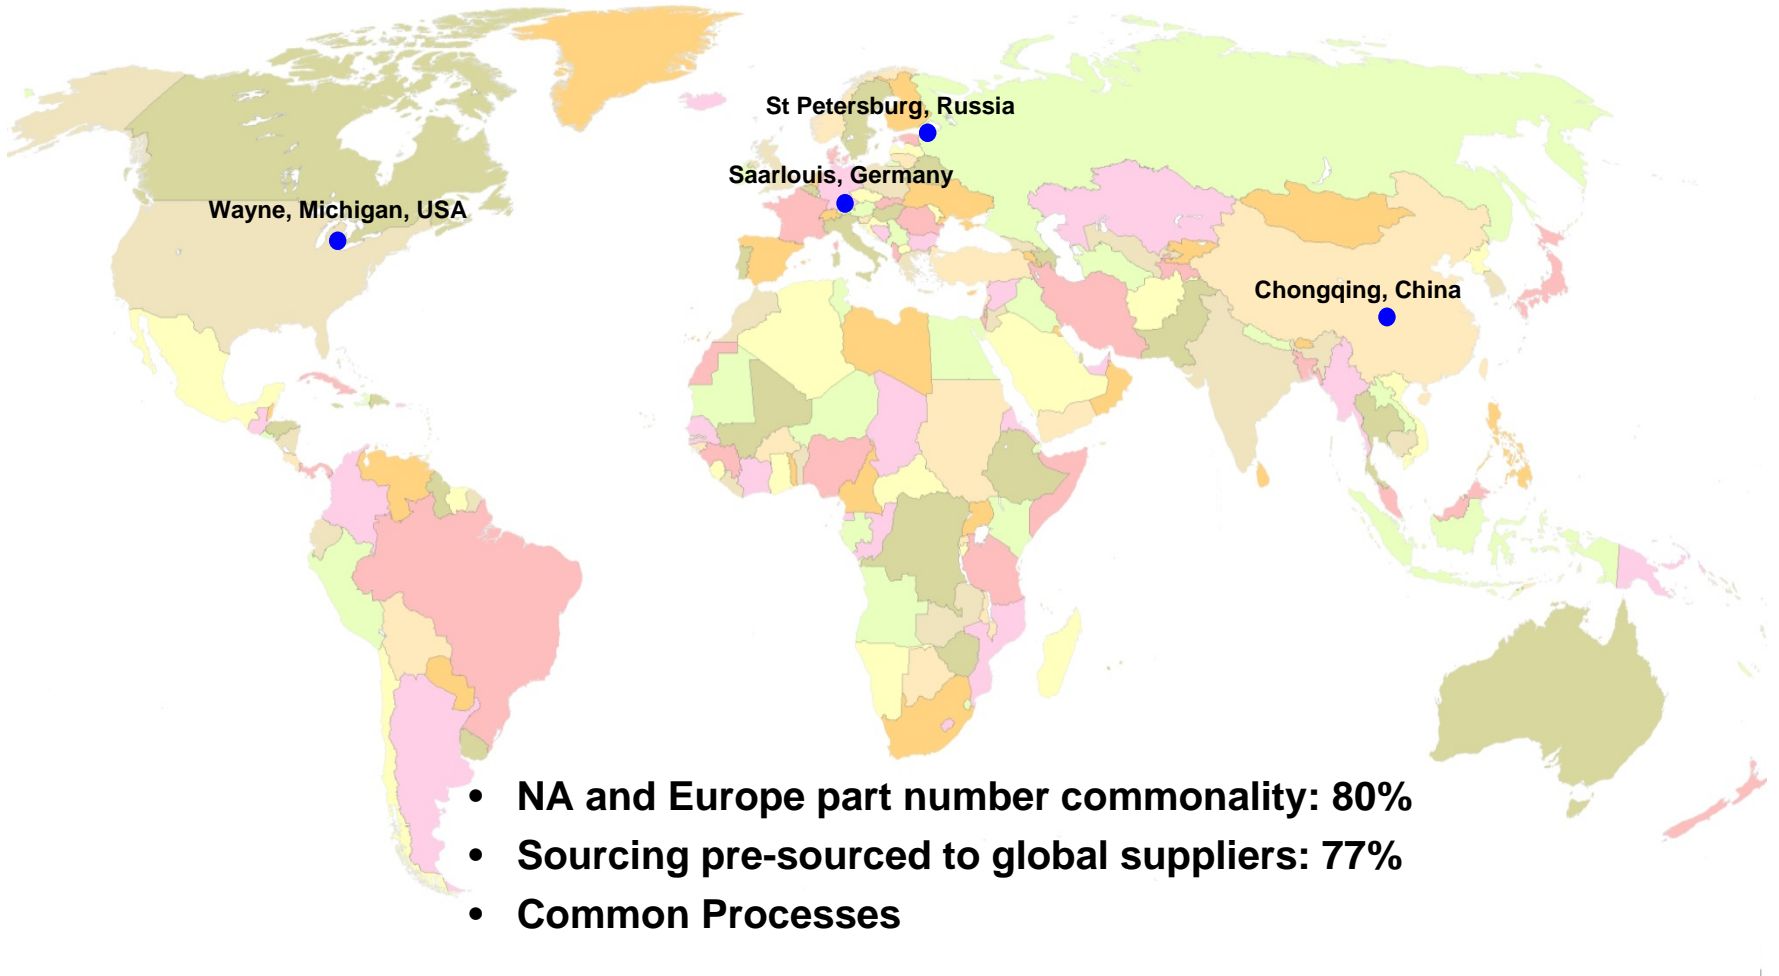 St Petersburg, Russia
Saarlouis, Germany
Wayne, Michigan, USA
Chongqing, China
• NA and Europe part number commonality: 80%
• Sourcing pre-sourced to global suppliers: 77%
• Common Processes